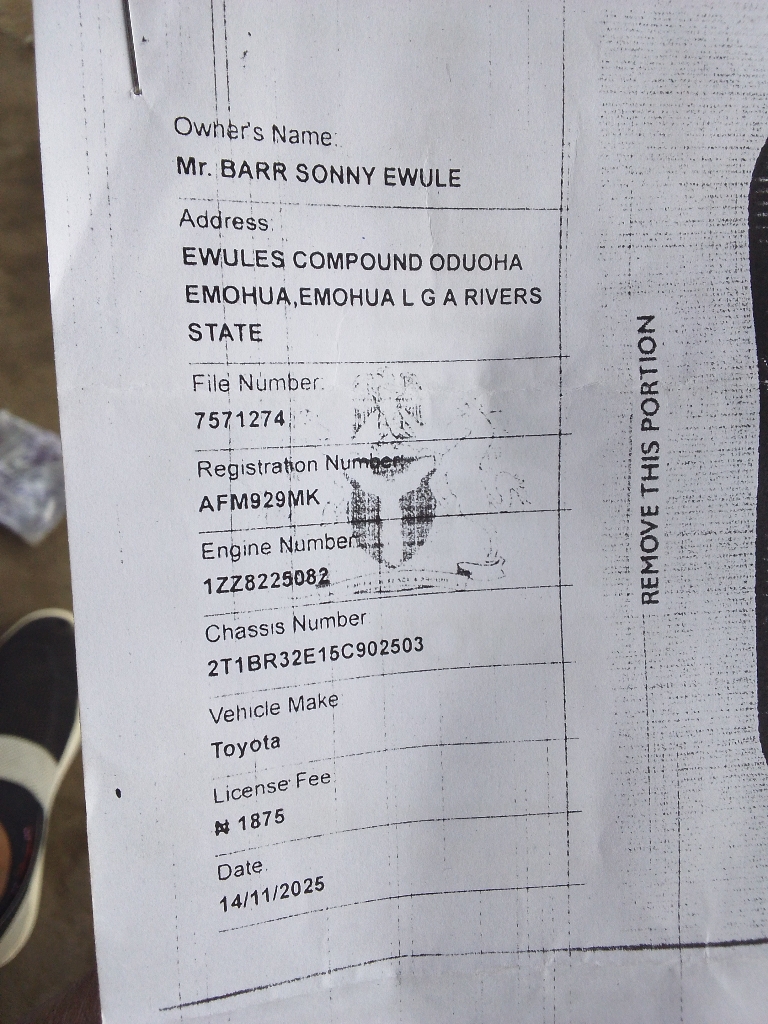 Owner's Name:
Mr. BARR SONNY EWULE
Address:
EWULES COMPOUND ODUOHA
EMOHUA,EMOHUA L G A RIVERS
STATE
File Number:
7571274
Registration Number
AFM929MK
Engine Number
1ZZ8225082
Chassis Number
2T1BR32E15C902503
Vehicle Make
Toyota
License Fee
₦ 1875
Date
14/11/2025
REMOVE THIS PORTION